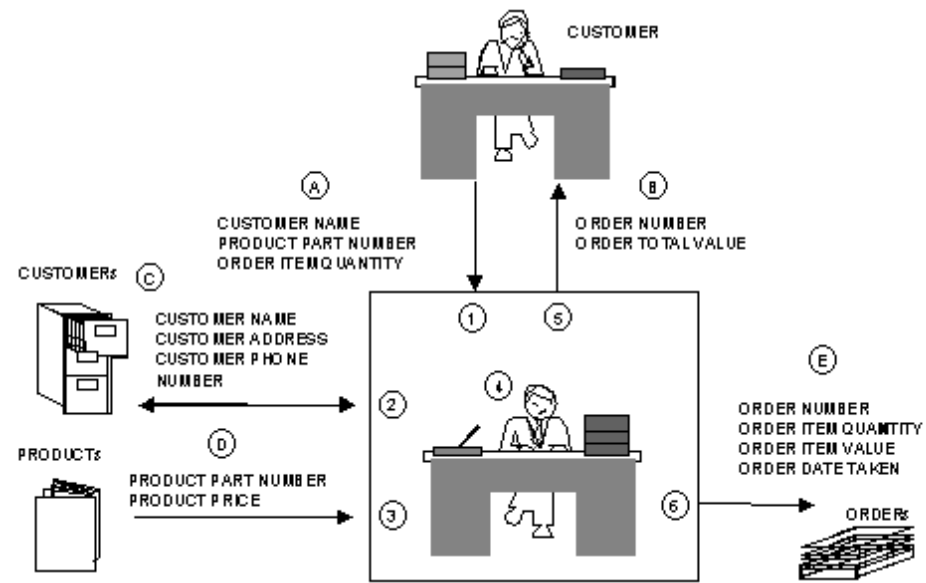 CUSTOMER
A
CUSTOMER NAME
PRODUCT PART NUMBER
ORDER ITEM QUANTITY
B
ORDER NUMBER
ORDER TOTAL VALUE
CUSTOMERs
C
CUSTOMER NAME
CUSTOMER ADDRESS
CUSTOMER PHONE
NUMBER
1
5
2
4
E
ORDER NUMBER
ORDER ITEM QUANTITY
ORDER ITEM VALUE
ORDER DATE TAKEN
PRODUCTs
D
PRODUCT PART NUMBER
PRODUCT PRICE
3
6
ORDERs